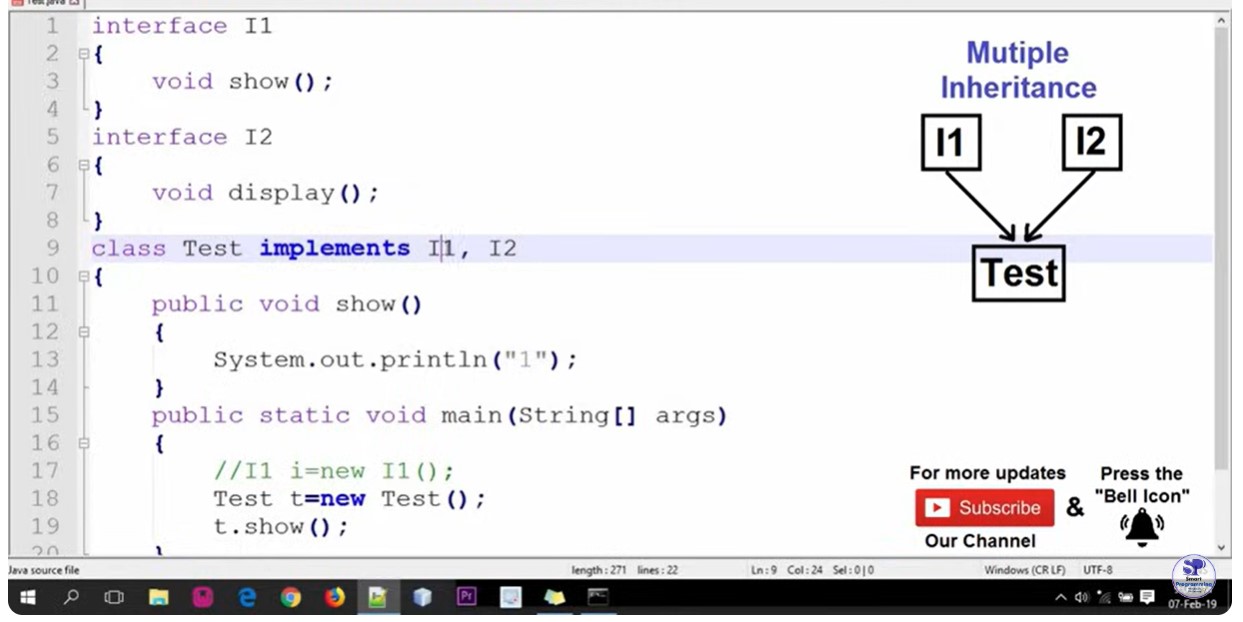 Test.java
1 interface I1
2 {
3 void show();
4 }
5 interface I2
6 {
7 void display();
8 }
9 class Test implements I1, I2
10 {
11 public void show()
12 {
13 System.out.println("1");
14 }
15 public static void main(String[] args)
16 {
17 //I1 i=new I1();
18 Test t=new Test();
19 t.show();
20 }
Mutiple
Inheritance
I1 I2
Test
For more updates
Subscribe
Our Channel
&
Press the
"Bell Icon"
Java source file length : 271 lines : 22 Ln : 9 Col : 24 Sel : 0 | 0 Windows (CR LF) UTF-8
Pr
SP
Smart
Programming
07-Feb-19